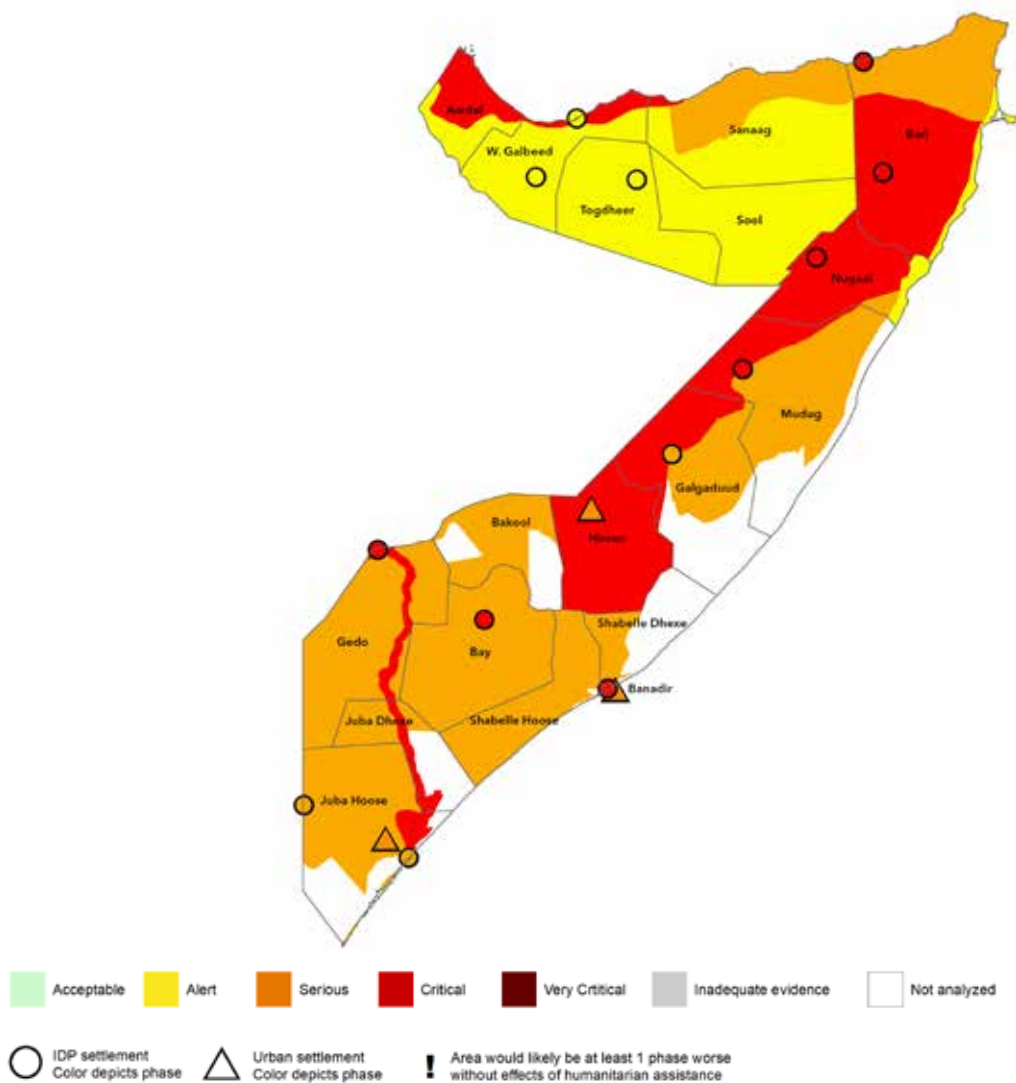 Awdal
Sanaag
Bari
W. Galbeed
Togdheer
Sool
Nugaal
Mudug
Galgaduud
Bakool
Hiraan
Shabelle Dhexe
Gedo
Bay
Banadir
Juba Dhexe
Shabelle Hoose
Juba Hoose
Acceptable
Alert
Serious
Critical
Very Crtitical
Inadequate evidence
Not analyzed
IDP settlement
Color depicts phase
Urban settlement
Color depicts phase
! Area would likely be at least 1 phase worse
without effects of humanitarian assistance